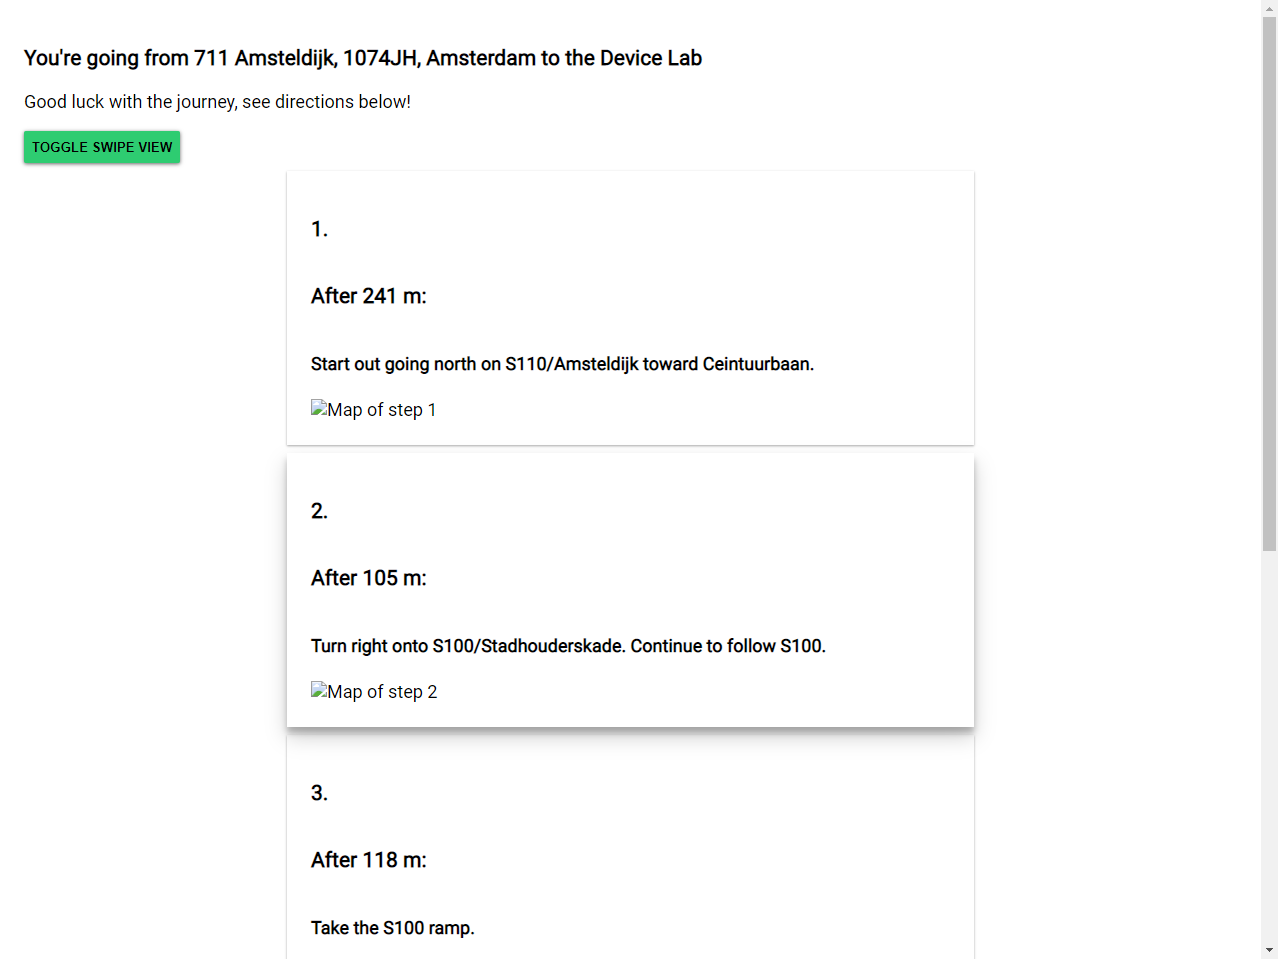 You're going from 711 Amsteldijk, 1074JH, Amsterdam to the Device Lab
Good luck with the journey, see directions below!
TOGGLE SWIPE VIEW
1.
After 241 m:
Start out going north on S110/Amsteldijk toward Ceintuurbaan.
Map of step 1
2.
After 105 m:
Turn right onto S100/Stadhouderskade. Continue to follow S100.
Map of step 2
3.
After 118 m:
Take the S100 ramp.